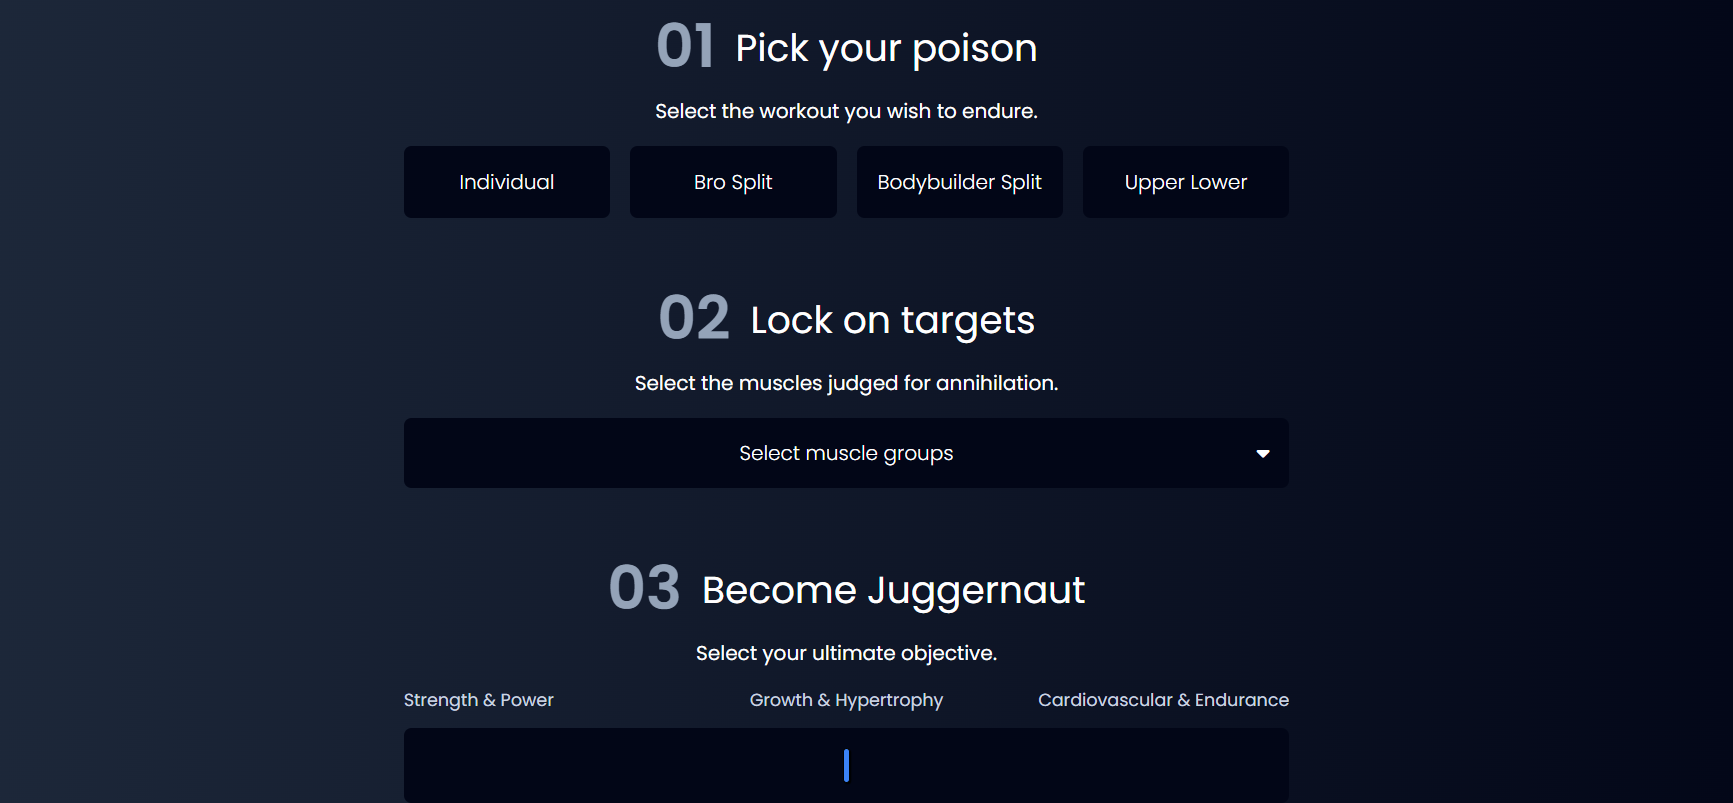 01 Pick your poison
Select the workout you wish to endure.
Individual
Bro Split
Bodybuilder Split
Upper Lower
02 Lock on targets
Select the muscles judged for annihilation.
Select muscle groups
03 Become Juggernaut
Select your ultimate objective.
Strength & Power
Growth & Hypertrophy
Cardiovascular & Endurance